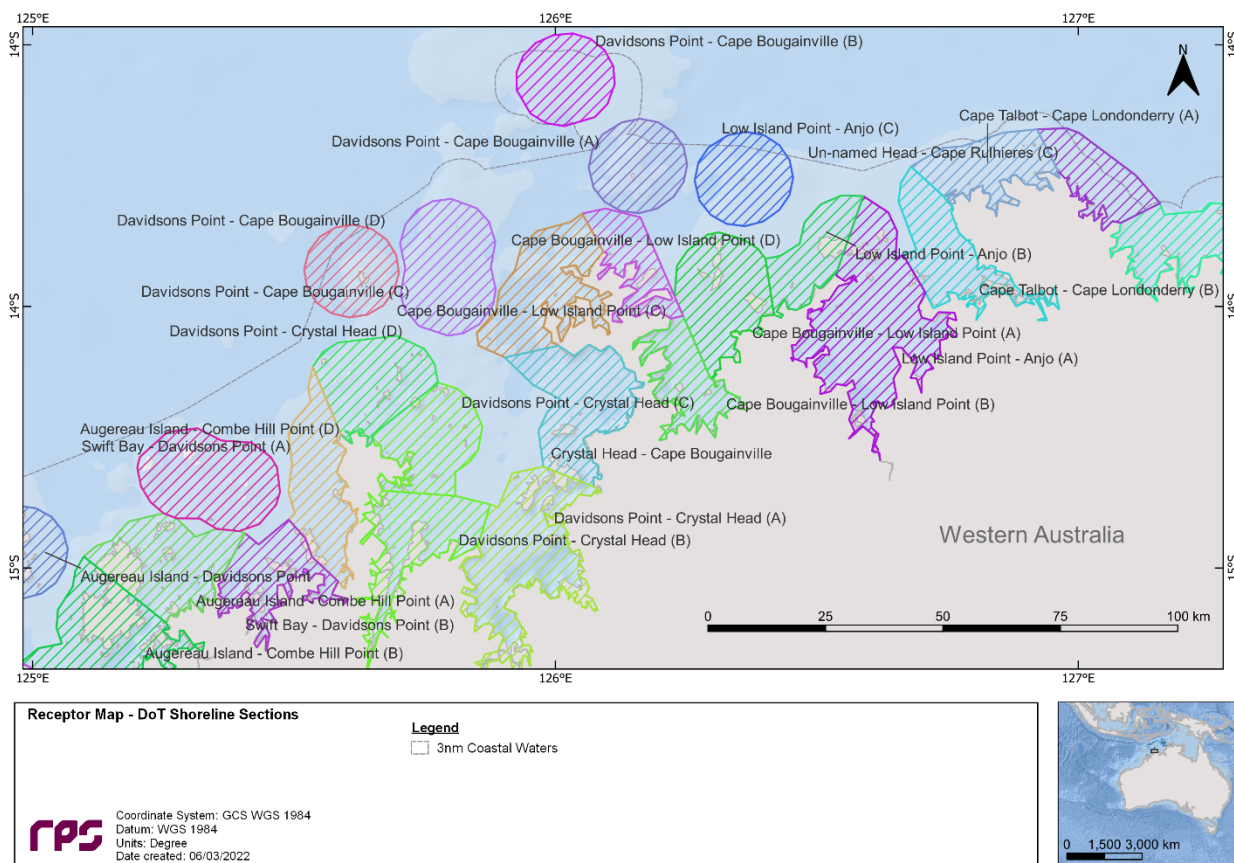 125°E
126°E
127°E
14°S
14°S
Davidsons Point - Cape Bougainville (B)
N
Cape Talbot - Cape Londonderry (A)
Davidsons Point - Cape Bougainville (A)
Low Island Point - Anjo (C)
Un-named Head - Cape Rulhieres (C)
Davidsons Point - Cape Bougainville (D)
Cape Bougainville - Low Island Point (D)
Low Island Point - Anjo (B)
Davidsons Point - Cape Bougainville (C)
Cape Talbot - Cape Londonderry (B)
14°S
14°S
Cape Bougainville - Low Island Point (C)
Davidsons Point - Crystal Head (D)
Cape Bougainville - Low Island Point (A)
Low Island Point - Anjo (A)
Davidsons Point - Crystal Head (C)
Cape Bougainville - Low Island Point (B)
Augereau Island - Combe Hill Point (D)
Swift Bay - Davidsons Point (A)
Crystal Head - Cape Bougainville
Davidsons Point - Crystal Head (A)
Davidsons Point - Crystal Head (B)
Western Australia
15°S
15°S
Augereau Island - Davidsons Point
Augereau Island - Combe Hill Point (A)
Swift Bay - Davidsons Point (B)
Augereau Island - Combe Hill Point (B)
0 25 50 75 100 km
125°E
126°E
127°E
Receptor Map - DoT Shoreline Sections
Legend
3nm Coastal Waters
rps
Coordinate System: GCS WGS 1984
Datum: WGS 1984
Units: Degree
Date created: 06/03/2022
0 1,500 3,000 km